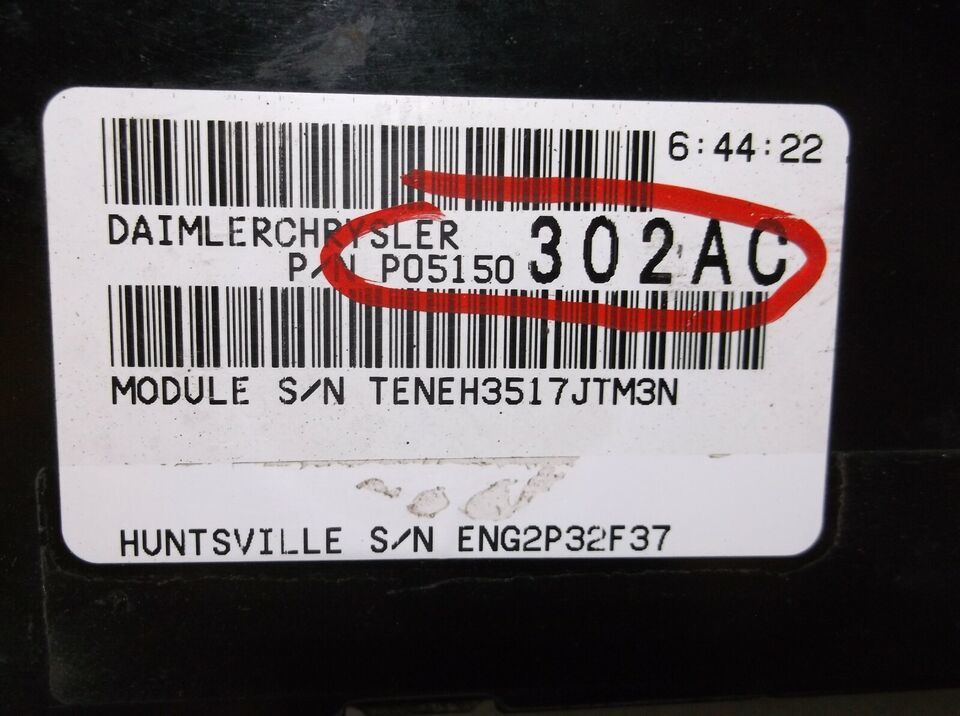 6:44:22
DAIMLERCHRYSLER
P/N P05150 302AC
MODULE S/N TENEH3517JTM3N
HUNTSVILLE S/N ENG2P32F37